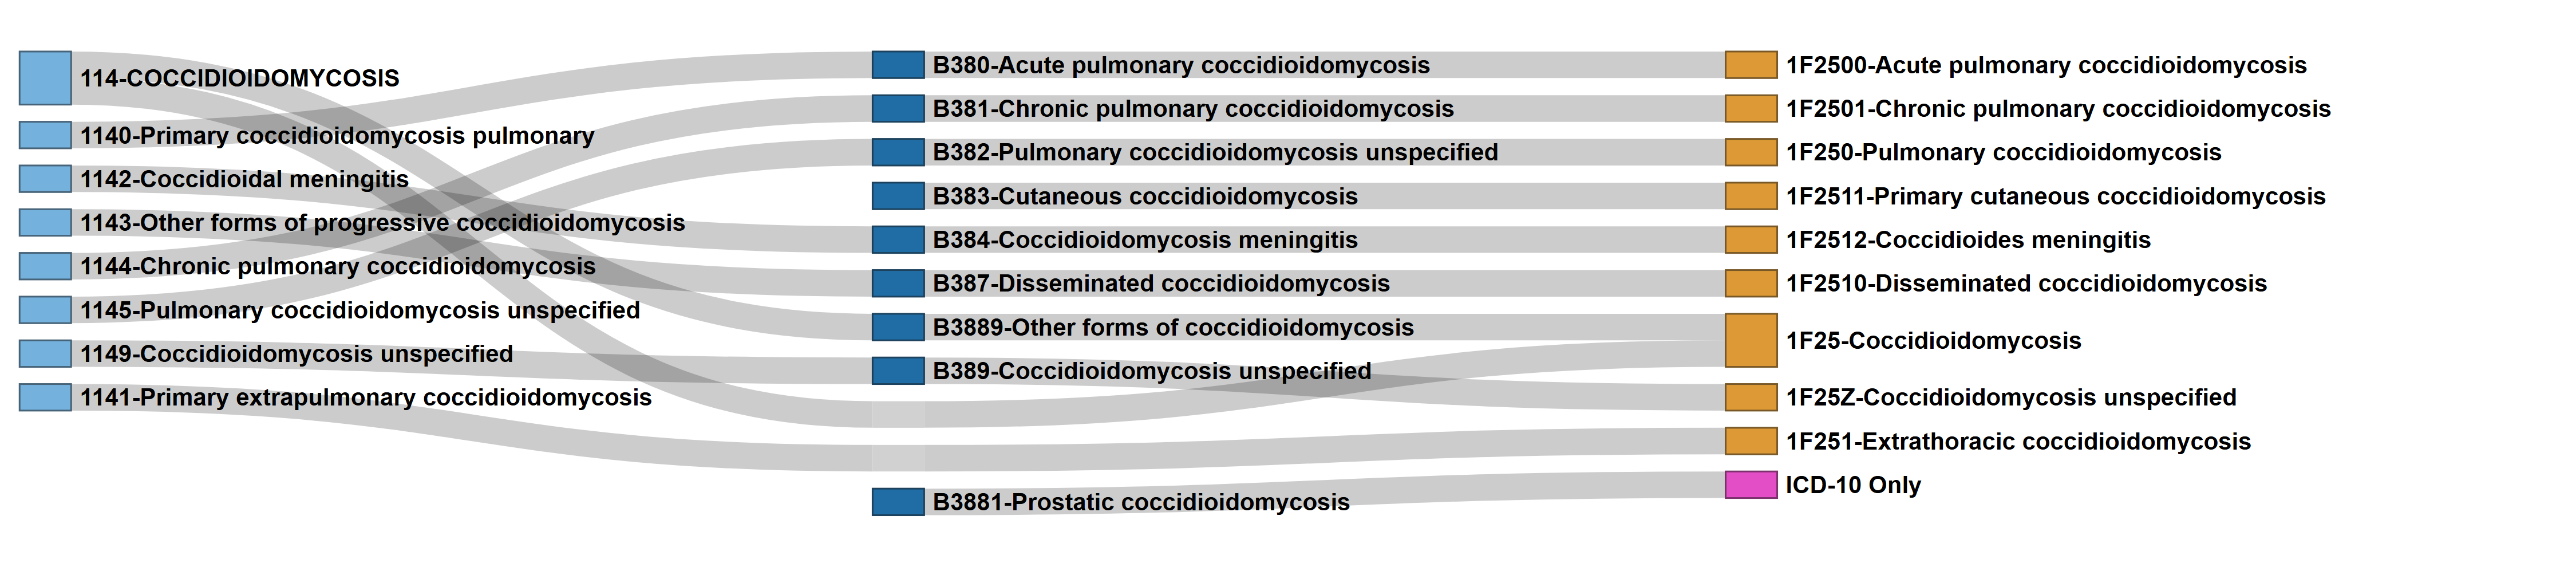 114-COCCIDIOIDOMYCOSIS
1140-Primary coccidioidomycosis pulmonary
1142-Coccidioidal meningitis
1143-Other forms of progressive coccidioidomycosis
1144-Chronic pulmonary coccidioidomycosis
1145-Pulmonary coccidioidomycosis unspecified
1149-Coccidioidomycosis unspecified
1141-Primary extrapulmonary coccidioidomycosis
B380-Acute pulmonary coccidioidomycosis
B381-Chronic pulmonary coccidioidomycosis
B382-Pulmonary coccidioidomycosis unspecified
B383-Cutaneous coccidioidomycosis
B384-Coccidioidomycosis meningitis
B387-Disseminated coccidioidomycosis
B3889-Other forms of coccidioidomycosis
B389-Coccidioidomycosis unspecified
B3881-Prostatic coccidioidomycosis
1F2500-Acute pulmonary coccidioidomycosis
1F2501-Chronic pulmonary coccidioidomycosis
1F250-Pulmonary coccidioidomycosis
1F2511-Primary cutaneous coccidioidomycosis
1F2512-Coccidioides meningitis
1F2510-Disseminated coccidioidomycosis
1F25-Coccidioidomycosis
1F25Z-Coccidioidomycosis unspecified
1F251-Extrathoracic coccidioidomycosis
ICD-10 Only